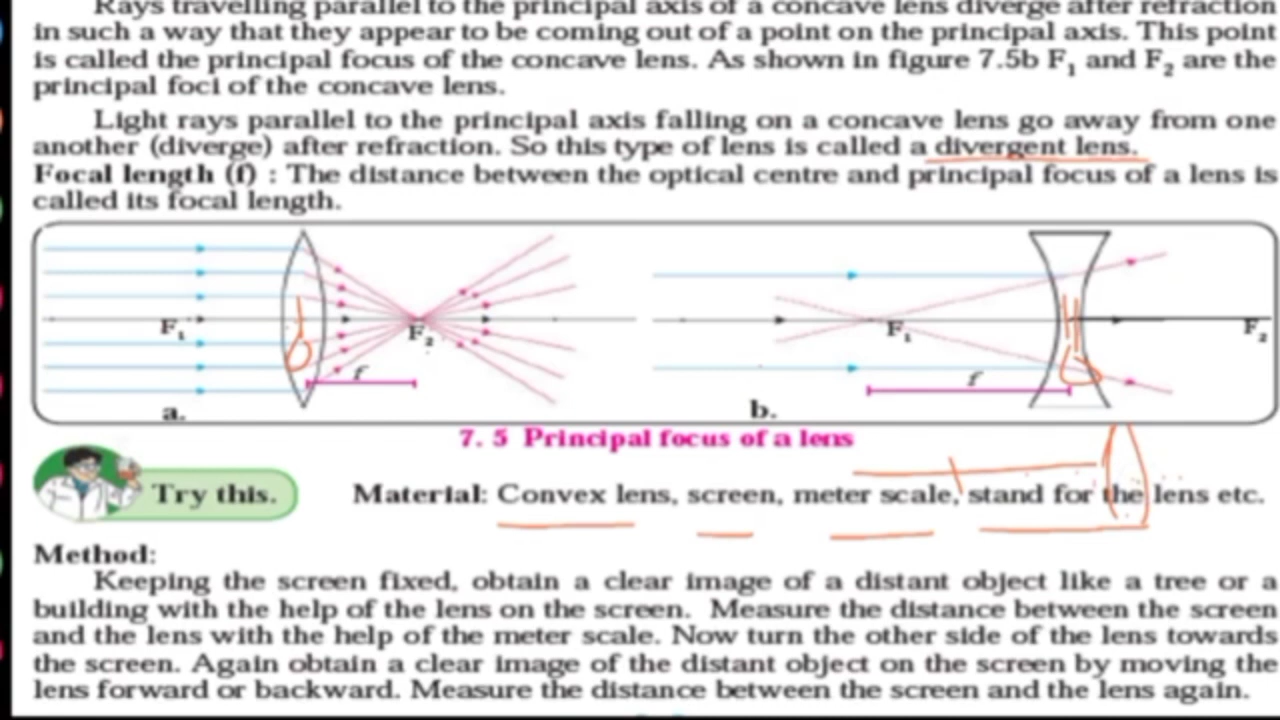 Rays travelling parallel to the principal axis of a concave lens diverge after refraction
in such a way that they appear to be coming out of a point on the principal axis. This point
is called the principal focus of the concave lens. As shown in figure 7.5b F₁ and F₂ are the
principal foci of the concave lens.
Light rays parallel to the principal axis falling on a concave lens go away from one
another (diverge) after refraction. So this type of lens is called a divergent lens.
Focal length (f) : The distance between the optical centre and principal focus of a lens is
called its focal length.
F₁
F₂
f
a.
F₁
F₂
f
b.
7. 5 Principal focus of a lens
Try this.
Material: Convex lens, screen, meter scale, stand for the lens etc.
Method:
Keeping the screen fixed, obtain a clear image of a distant object like a tree or a
building with the help of the lens on the screen. Measure the distance between the screen
and the lens with the help of the meter scale. Now turn the other side of the lens towards
the screen. Again obtain a clear image of the distant object on the screen by moving the
lens forward or backward. Measure the distance between the screen and the lens again.